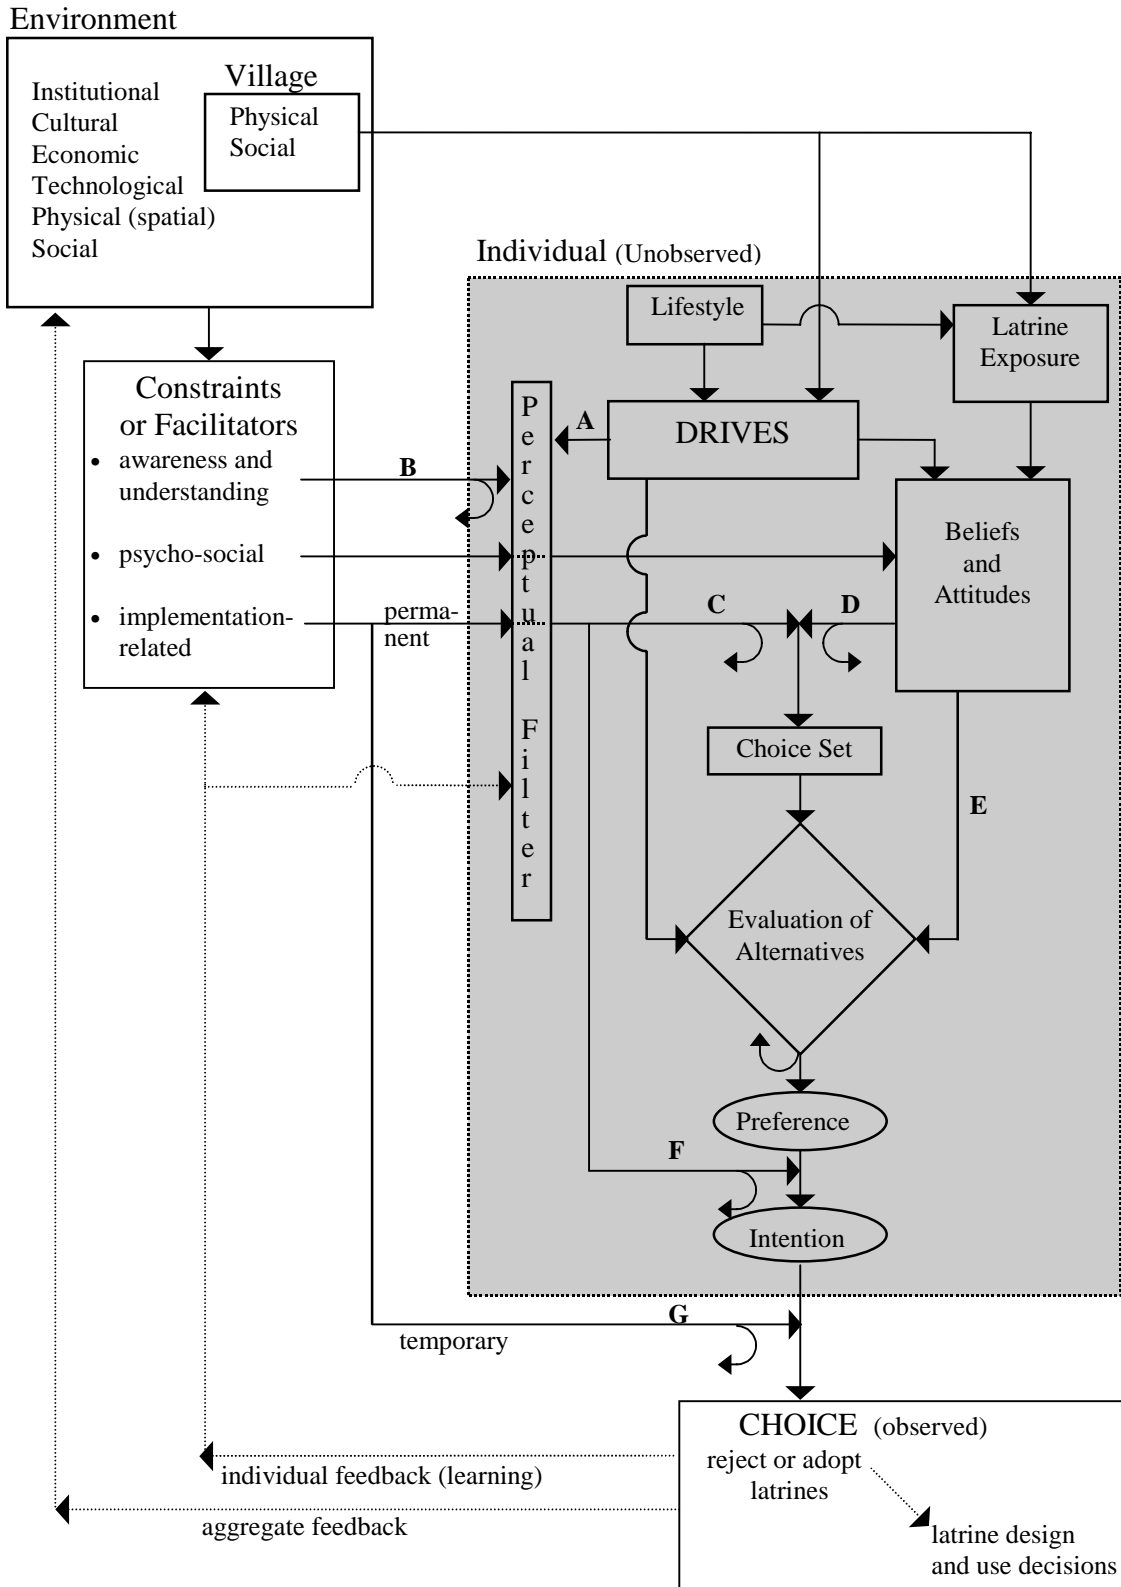 Environment
Village
Institutional
Cultural
Economic
Technological
Physical (spatial)
Social
Physical
Social
Individual (Unobserved)
Lifestyle
Latrine
Exposure
Constraints
or Facilitators
• awareness and
understanding
• psycho-social
• implementation-
related
perma-
nent
B
A
Perceptual Filter
DRIVES
Beliefs
and
Attitudes
C
D
Choice Set
E
Evaluation of
Alternatives
Preference
F
Intention
G
temporary
CHOICE (observed)
reject or adopt
latrines
latrine design
and use decisions
individual feedback (learning)
aggregate feedback